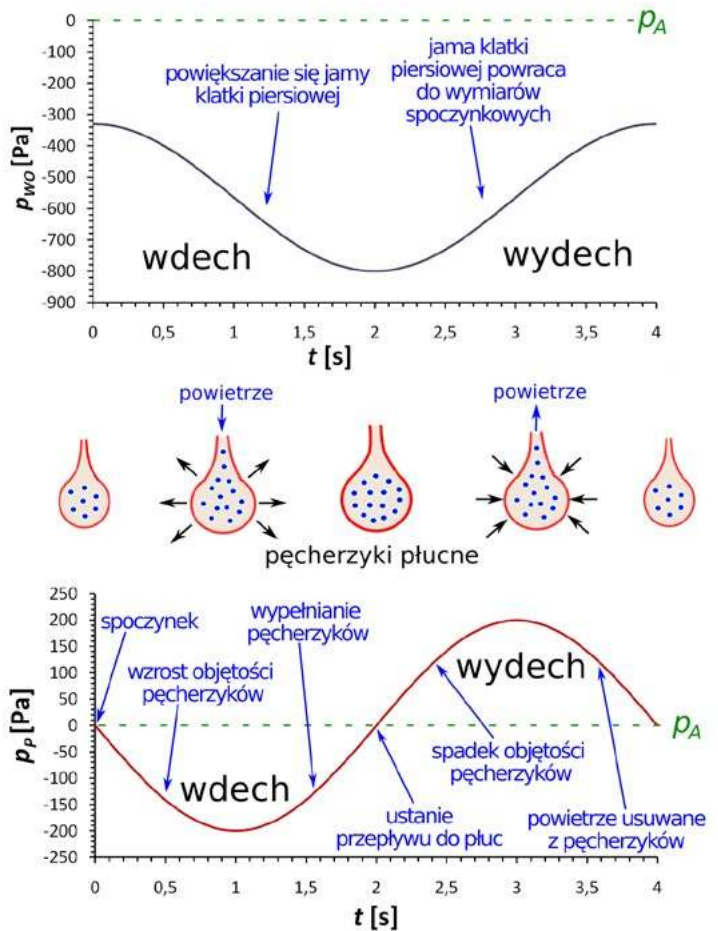 0
-100
-200
-300
-400
-500
-600
-700
-800
-900
p_WO [Pa]
p_A
powiększanie się jamy
klatki piersiowej
jama klatki
piersiowej powraca
do wymiarów
spoczynkowych
wdech
wydech
0 0,5 1 1,5 2 2,5 3 3,5 4
t [s]
powietrze
powietrze
pęcherzyki płucne
200
150
100
50
0
-50
-100
-150
-200
-250
p_P [Pa]
spoczynek
wzrost objętości
pęcherzyków
wypełnianie
pęcherzyków
wydech
p_A
wdech
spadek objętości
pęcherzyków
ustanie
przepływu do płuc
powietrze usuwane
z pęcherzyków
0 0,5 1 1,5 2 2,5 3 3,5 4
t [s]